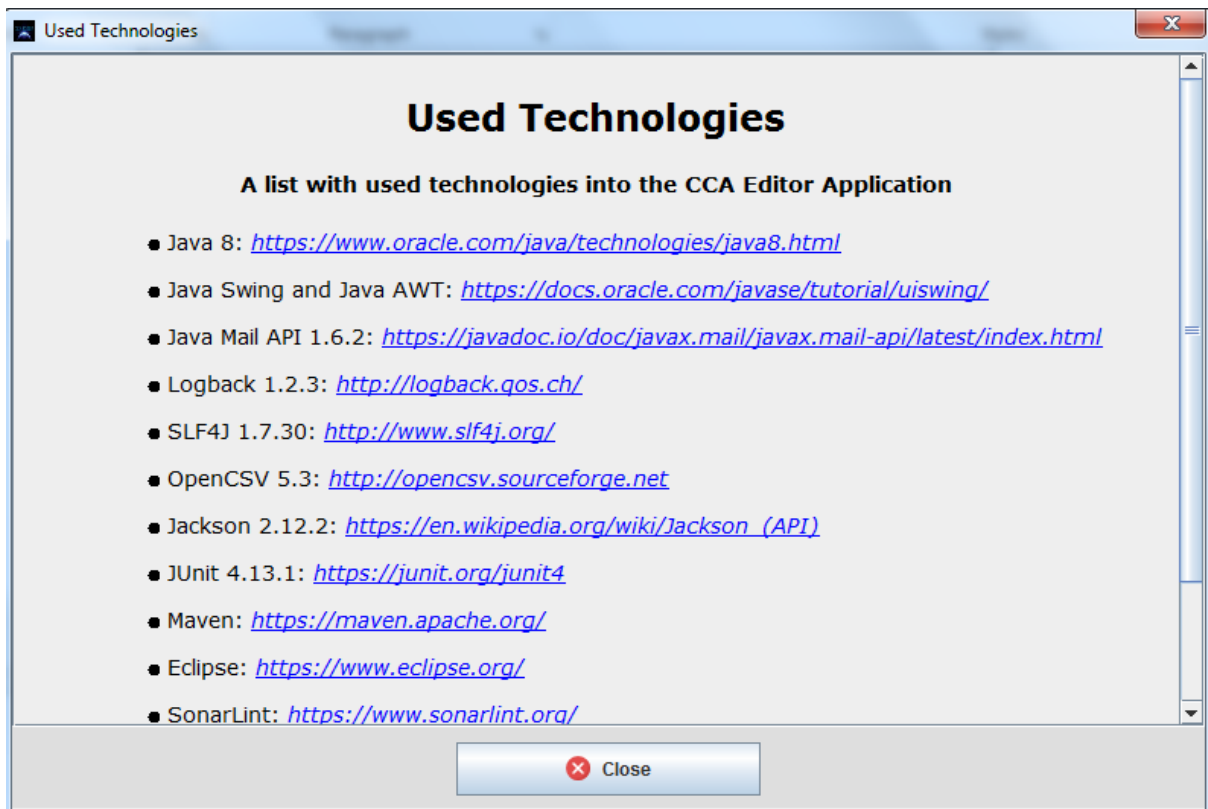 Used Technologies
Used Technologies
A list with used technologies into the CCA Editor Application
Java 8: https://www.oracle.com/java/technologies/java8.html
Java Swing and Java AWT: https://docs.oracle.com/javase/tutorial/uiswing/
Java Mail API 1.6.2: https://javadoc.io/doc/javax.mail/javax.mail-api/latest/index.html
Logback 1.2.3: http://logback.qos.ch/
SLF4J 1.7.30: http://www.slf4j.org/
OpenCSV 5.3: http://opencsv.sourceforge.net
Jackson 2.12.2: https://en.wikipedia.org/wiki/Jackson_(API)
JUnit 4.13.1: https://junit.org/junit4
Maven: https://maven.apache.org/
Eclipse: https://www.eclipse.org/
SonarLint: https://www.sonarlint.org/
Close